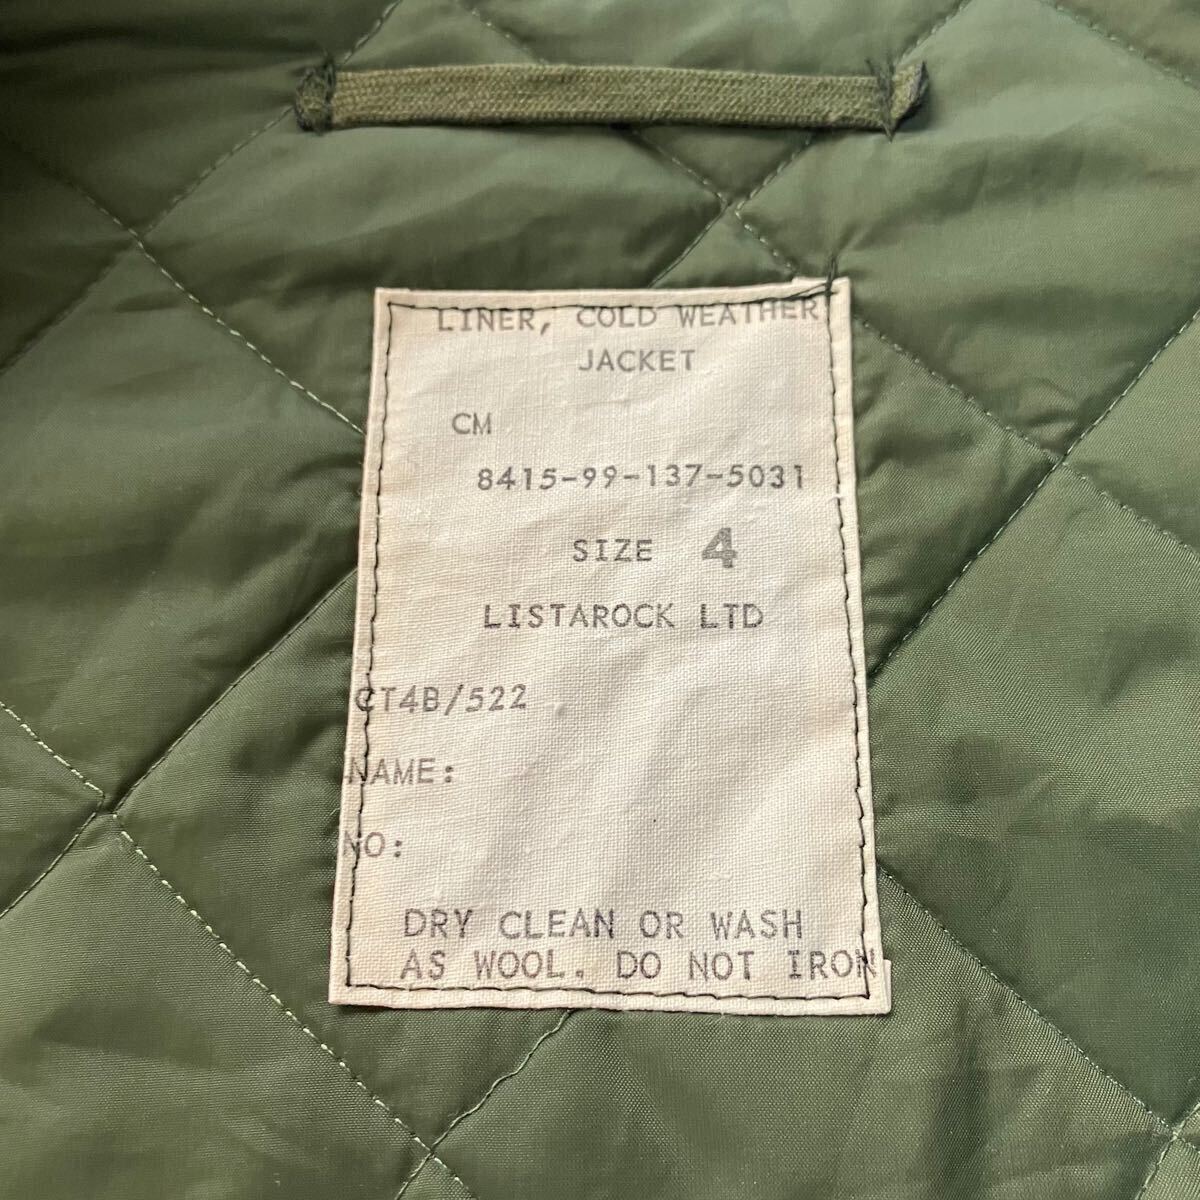 LINER, COLD WEATHER
JACKET
CM
8415-99-137-5031
SIZE 4
LISTAROCK LTD
CT4B/522
NAME:
NO:
DRY CLEAN OR WASH
AS WOOL. DO NOT IRON